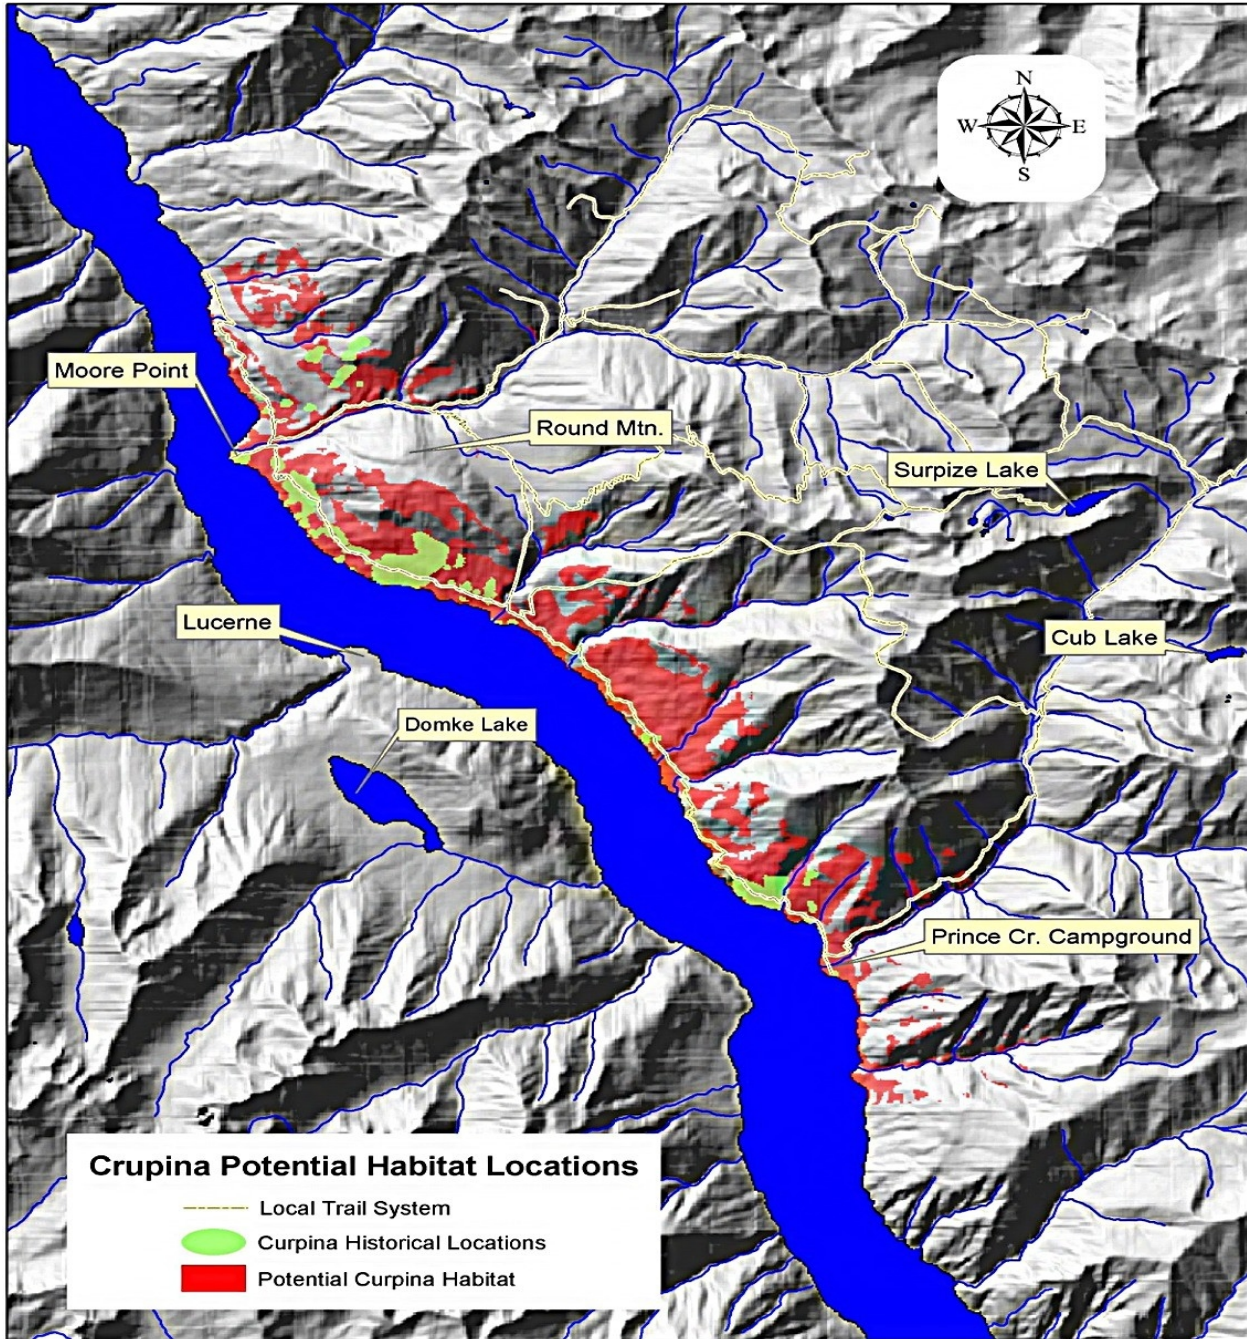 N
W E
S
Moore Point
Round Mtn.
Surpize Lake
Lucerne
Cub Lake
Domke Lake
Prince Cr. Campground
Crupina Potential Habitat Locations
Local Trail System
Curpina Historical Locations
Potential Curpina Habitat